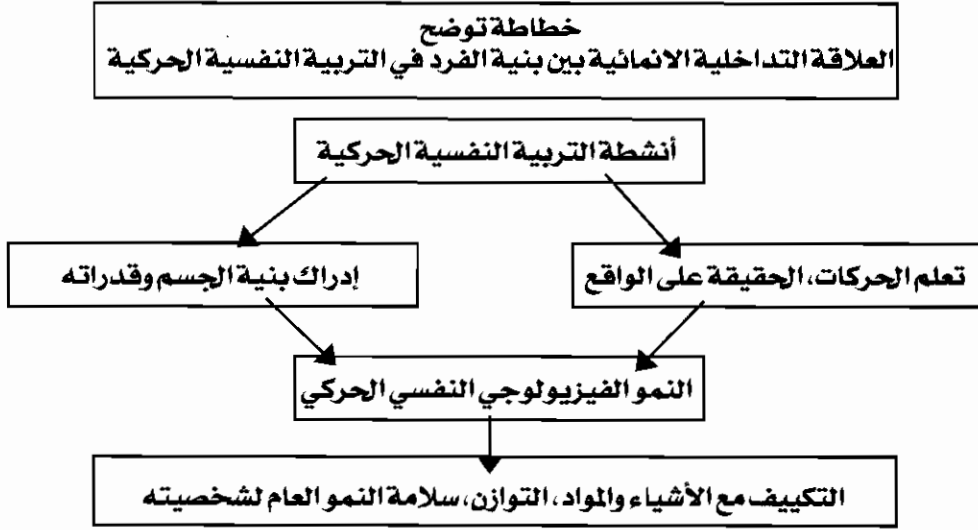 خطاطة توضح
العلاقة التداخلية الانمائية بين بنية الفرد في التربية النفسية الحركية
أنشطة التربية النفسية الحركية
تعلم الحركات، الحقيقة على الواقع
إدراك بنية الجسم وقدراته
النمو الفيزيولوجي النفسي الحركي
التكييف مع الأشياء والمواد، التوازن، سلامة النمو العام لشخصيته